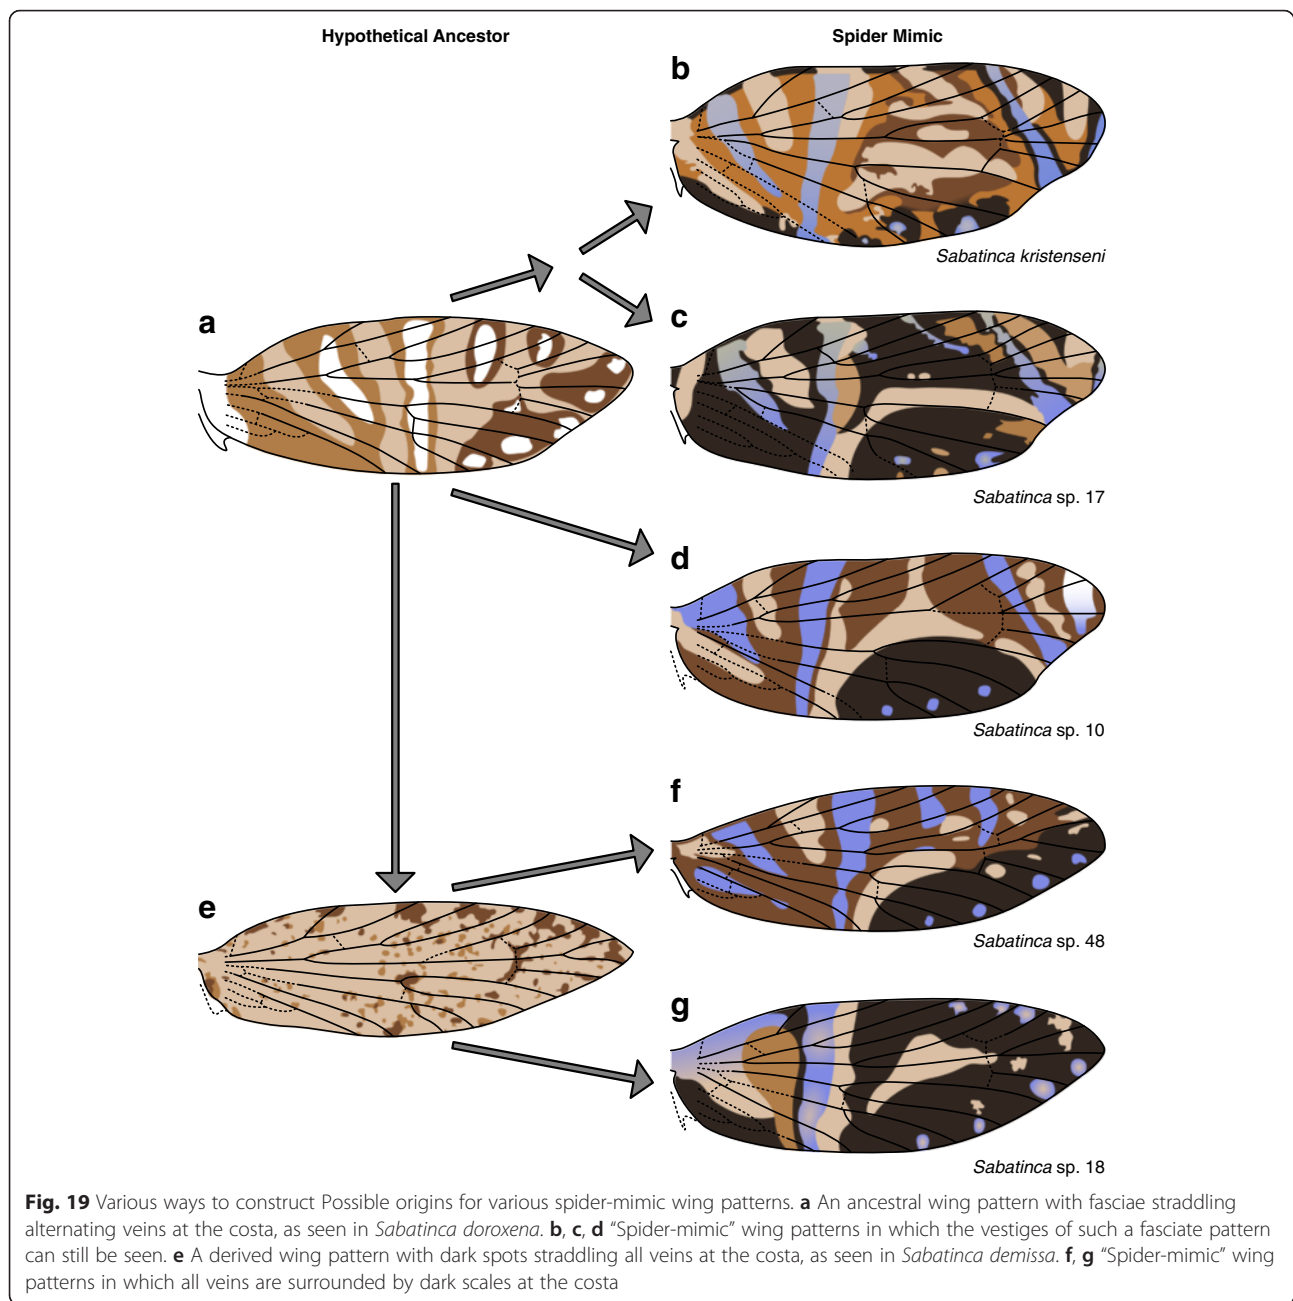 Hypothetical Ancestor
Spider Mimic
b
Sabatinca kristenseni
a
c
Sabatinca sp. 17
d
Sabatinca sp. 10
f
Sabatinca sp. 48
e
g
Sabatinca sp. 18
Fig. 19 Various ways to construct Possible origins for various spider-mimic wing patterns. a An ancestral wing pattern with fasciae straddling
alternating veins at the costa, as seen in Sabatinca doroxena. b, c, d “Spider-mimic” wing patterns in which the vestiges of such a fasciate pattern
can still be seen. e A derived wing pattern with dark spots straddling all veins at the costa, as seen in Sabatinca demissa. f, g “Spider-mimic” wing
patterns in which all veins are surrounded by dark scales at the costa